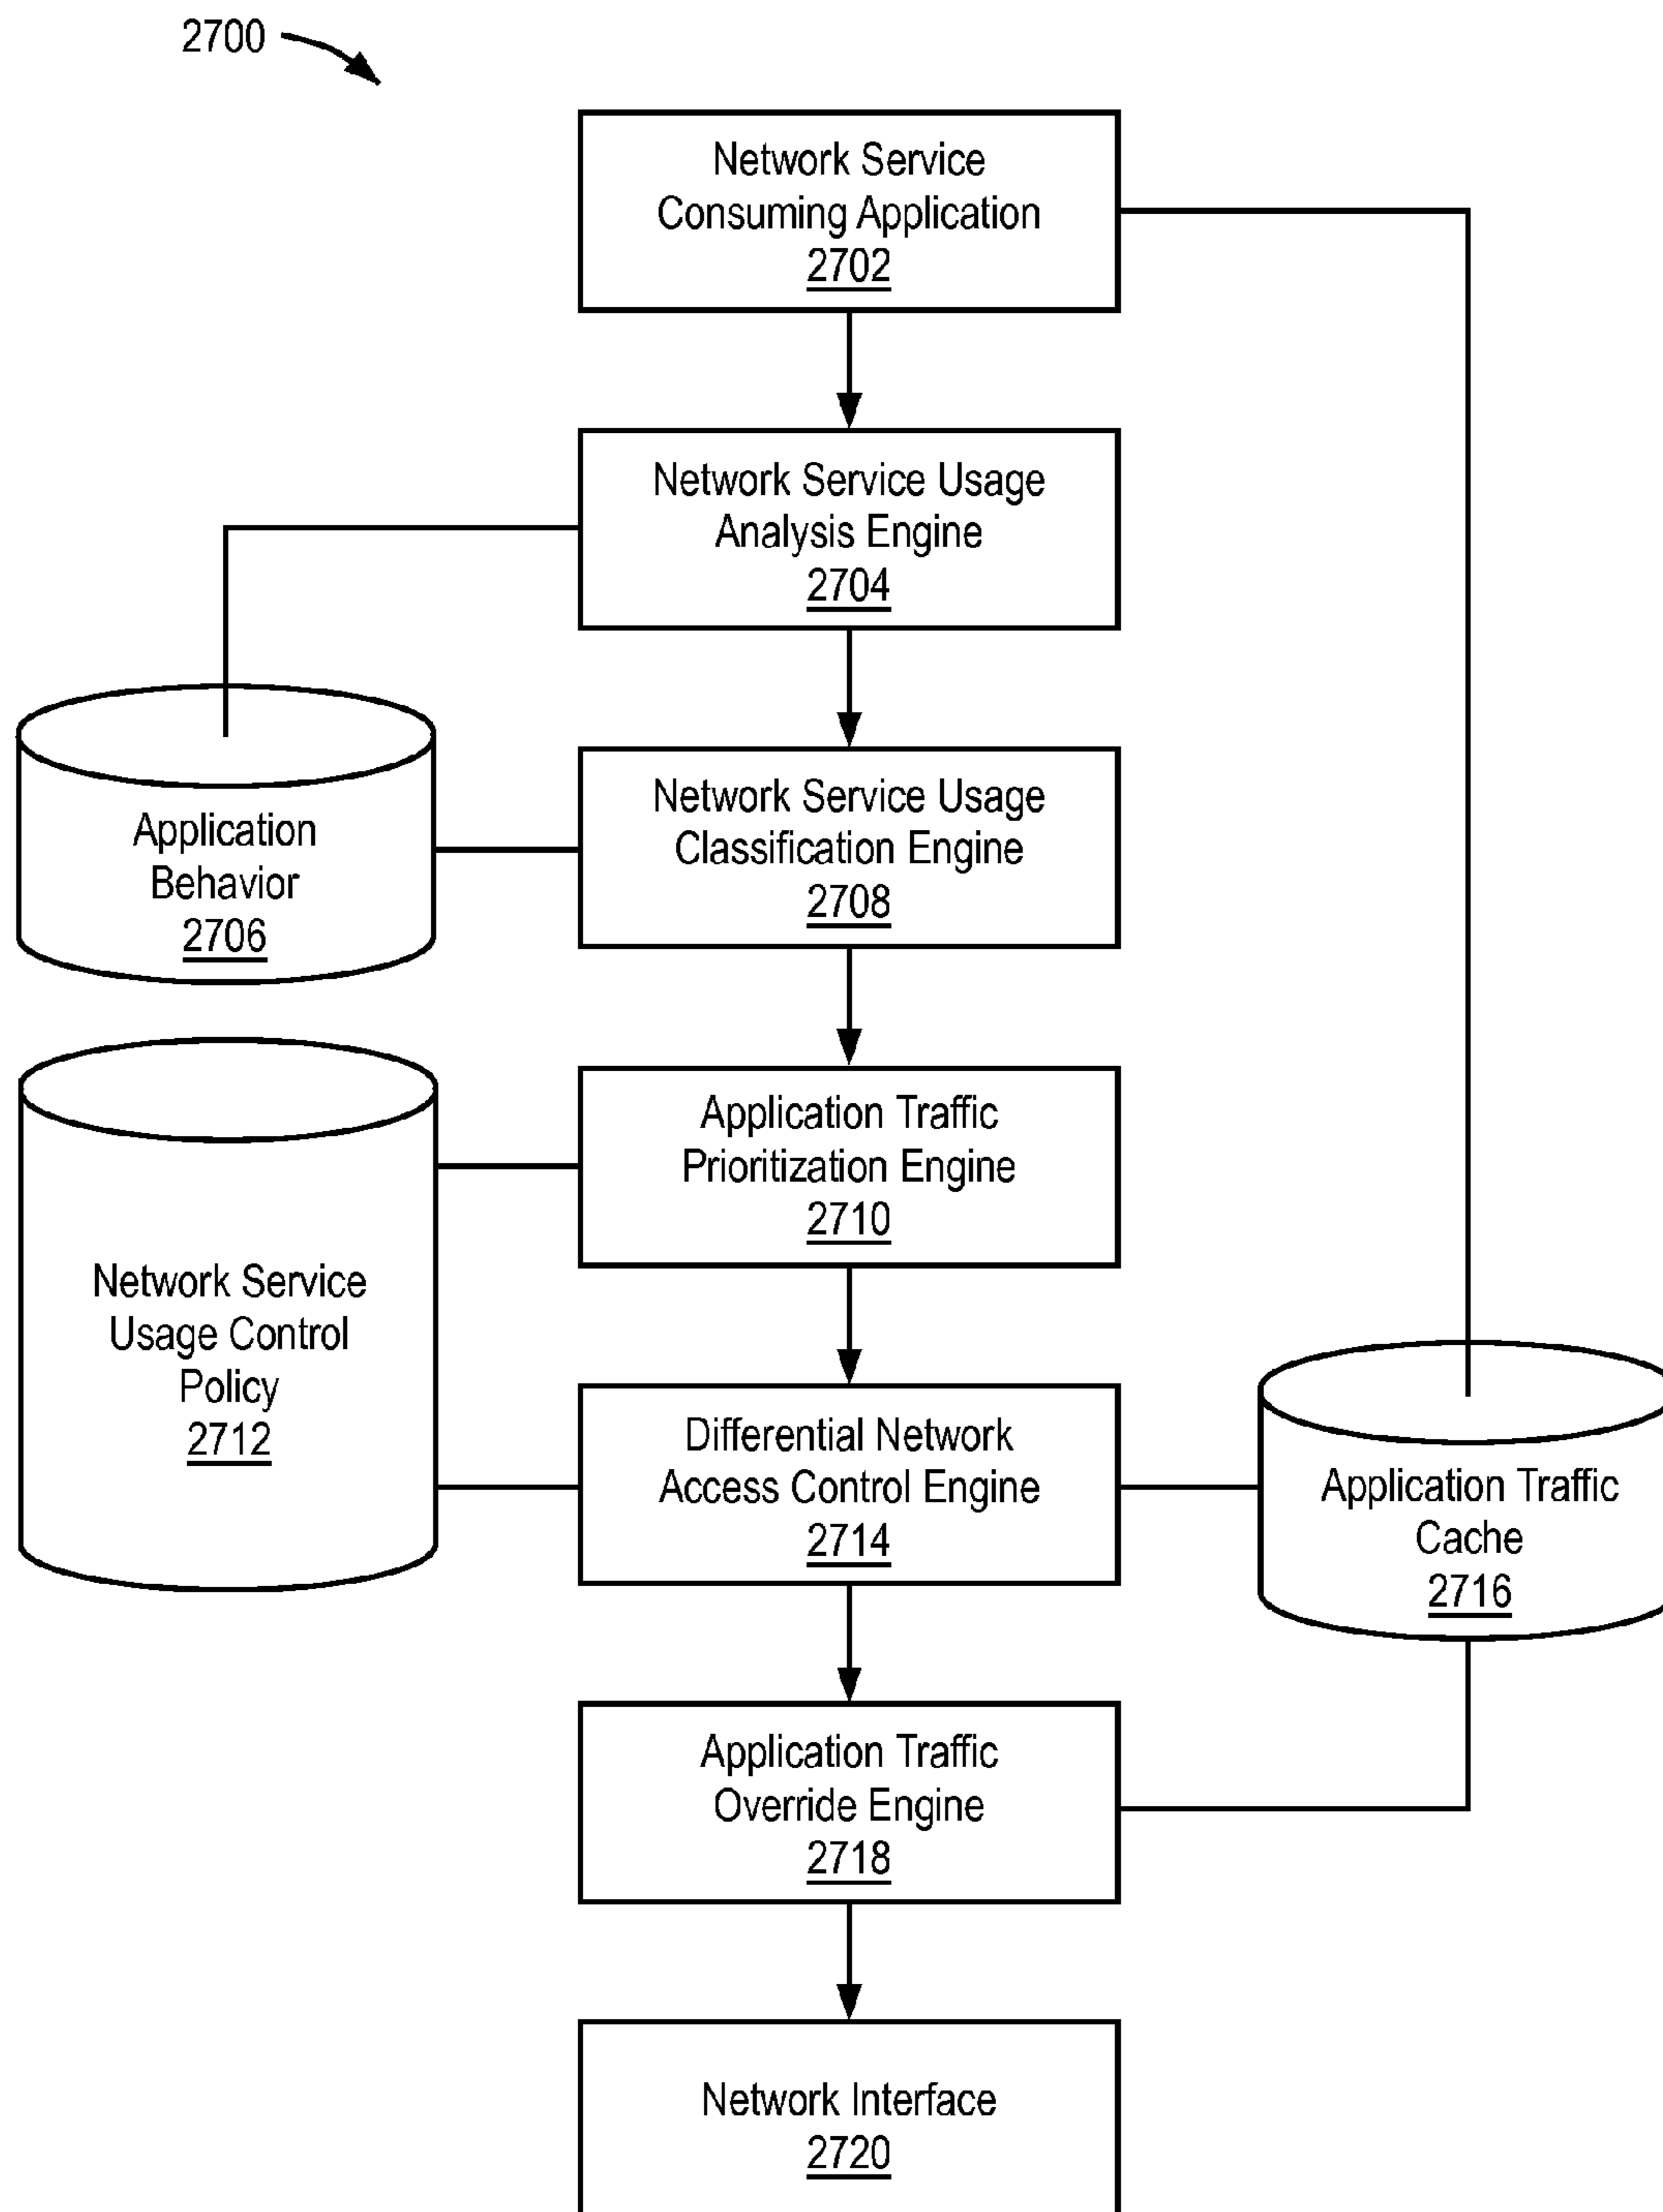 2700
Network Service
Consuming Application
2702
Network Service Usage
Analysis Engine
2704
Application
Behavior
2706
Network Service Usage
Classification Engine
2708
Application Traffic
Prioritization Engine
2710
Network Service
Usage Control
Policy
2712
Differential Network
Access Control Engine
2714
Application Traffic
Cache
2716
Application Traffic
Override Engine
2718
Network Interface
2720